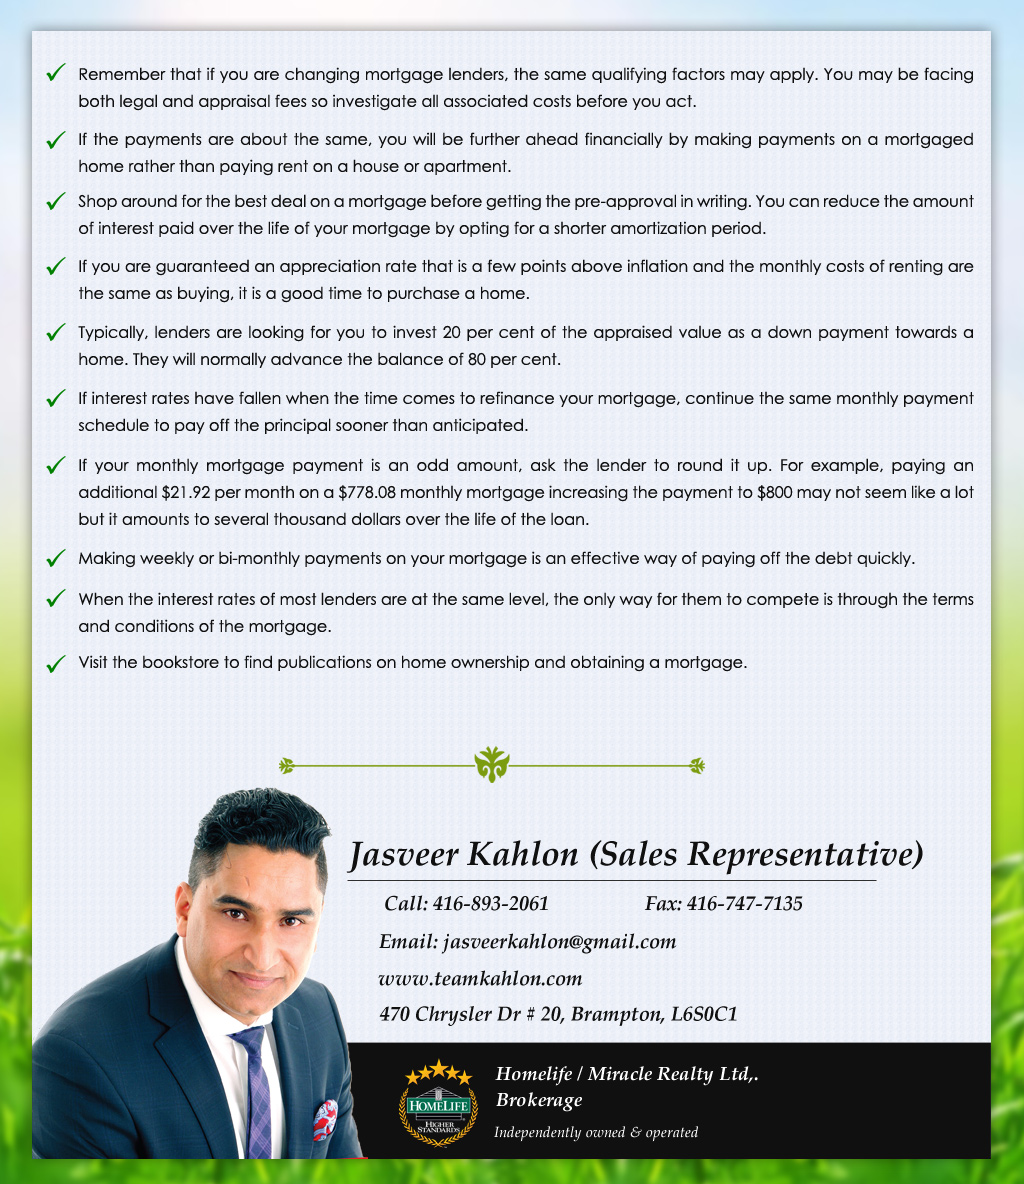 Remember that if you are changing mortgage lenders, the same qualifying factors may apply. You may be facing
both legal and appraisal fees so investigate all associated costs before you act.
If the payments are about the same, you will be further ahead financially by making payments on a mortgaged
home rather than paying rent on a house or apartment.
Shop around for the best deal on a mortgage before getting the pre-approval in writing. You can reduce the amount
of interest paid over the life of your mortgage by opting for a shorter amortization period.
If you are guaranteed an appreciation rate that is a few points above inflation and the monthly costs of renting are
the same as buying, it is a good time to purchase a home.
Typically, lenders are looking for you to invest 20 per cent of the appraised value as a down payment towards a
home. They will normally advance the balance of 80 per cent.
If interest rates have fallen when the time comes to refinance your mortgage, continue the same monthly payment
schedule to pay off the principal sooner than anticipated.
If your monthly mortgage payment is an odd amount, ask the lender to round it up. For example, paying an
additional $21.92 per month on a $778.08 monthly mortgage increasing the payment to $800 may not seem like a lot
but it amounts to several thousand dollars over the life of the loan.
Making weekly or bi-monthly payments on your mortgage is an effective way of paying off the debt quickly.
When the interest rates of most lenders are at the same level, the only way for them to compete is through the terms
and conditions of the mortgage.
Visit the bookstore to find publications on home ownership and obtaining a mortgage.
Jasveer Kahlon (Sales Representative)
Call: 416-893-2061 Fax: 416-747-7135
Email: jasveerkahlon@gmail.com
www.teamkahlon.com
470 Chrysler Dr # 20, Brampton, L6S0C1
Homelife / Miracle Realty Ltd,.
Brokerage
Independently owned & operated
HOMELIFE
HIGHER
STANDARDS